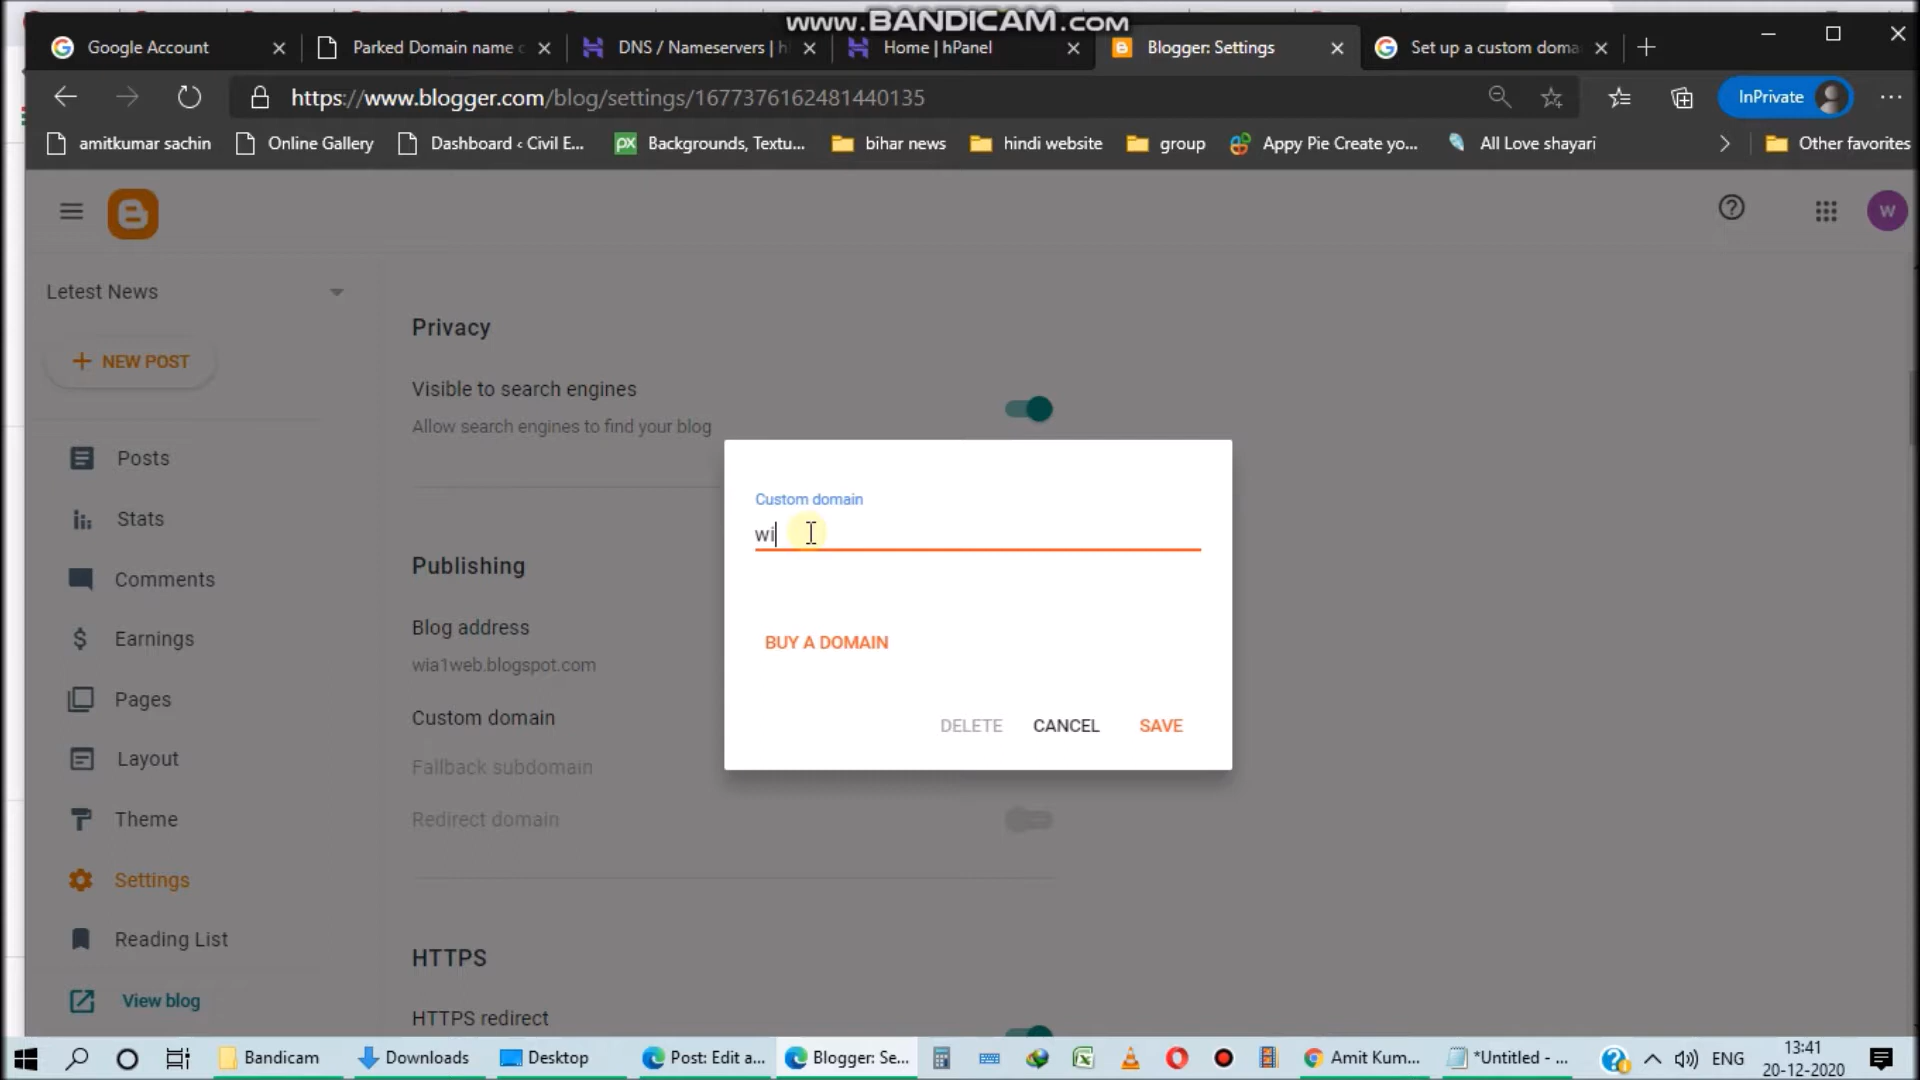 www.BANDICAM.com
Google Account
Parked Domain name
DNS / Nameservers | h
Home | hPanel
Blogger: Settings
Set up a custom doma
https://www.blogger.com/blog/settings/1677376162481440135
InPrivate
amitkumar sachin
Online Gallery
Dashboard ‹ Civil E...
Backgrounds, Textu...
bihar news
hindi website
group
Appy Pie Create yo...
All Love shayari
Other favorites
w
Letest News
NEW POST
Posts
Stats
Comments
Earnings
Pages
Layout
Theme
Settings
Reading List
View blog
Privacy
Visible to search engines
Allow search engines to find your blog
Publishing
Blog address
wia1web.blogspot.com
Custom domain
Fallback subdomain
Redirect domain
HTTPS
HTTPS redirect
Custom domain
wi
BUY A DOMAIN
DELETE
CANCEL
SAVE
Bandicam
Downloads
Desktop
Post: Edit a...
Blogger: Se...
Amit Kum...
*Untitled - ...
ENG
13:41
20-12-2020